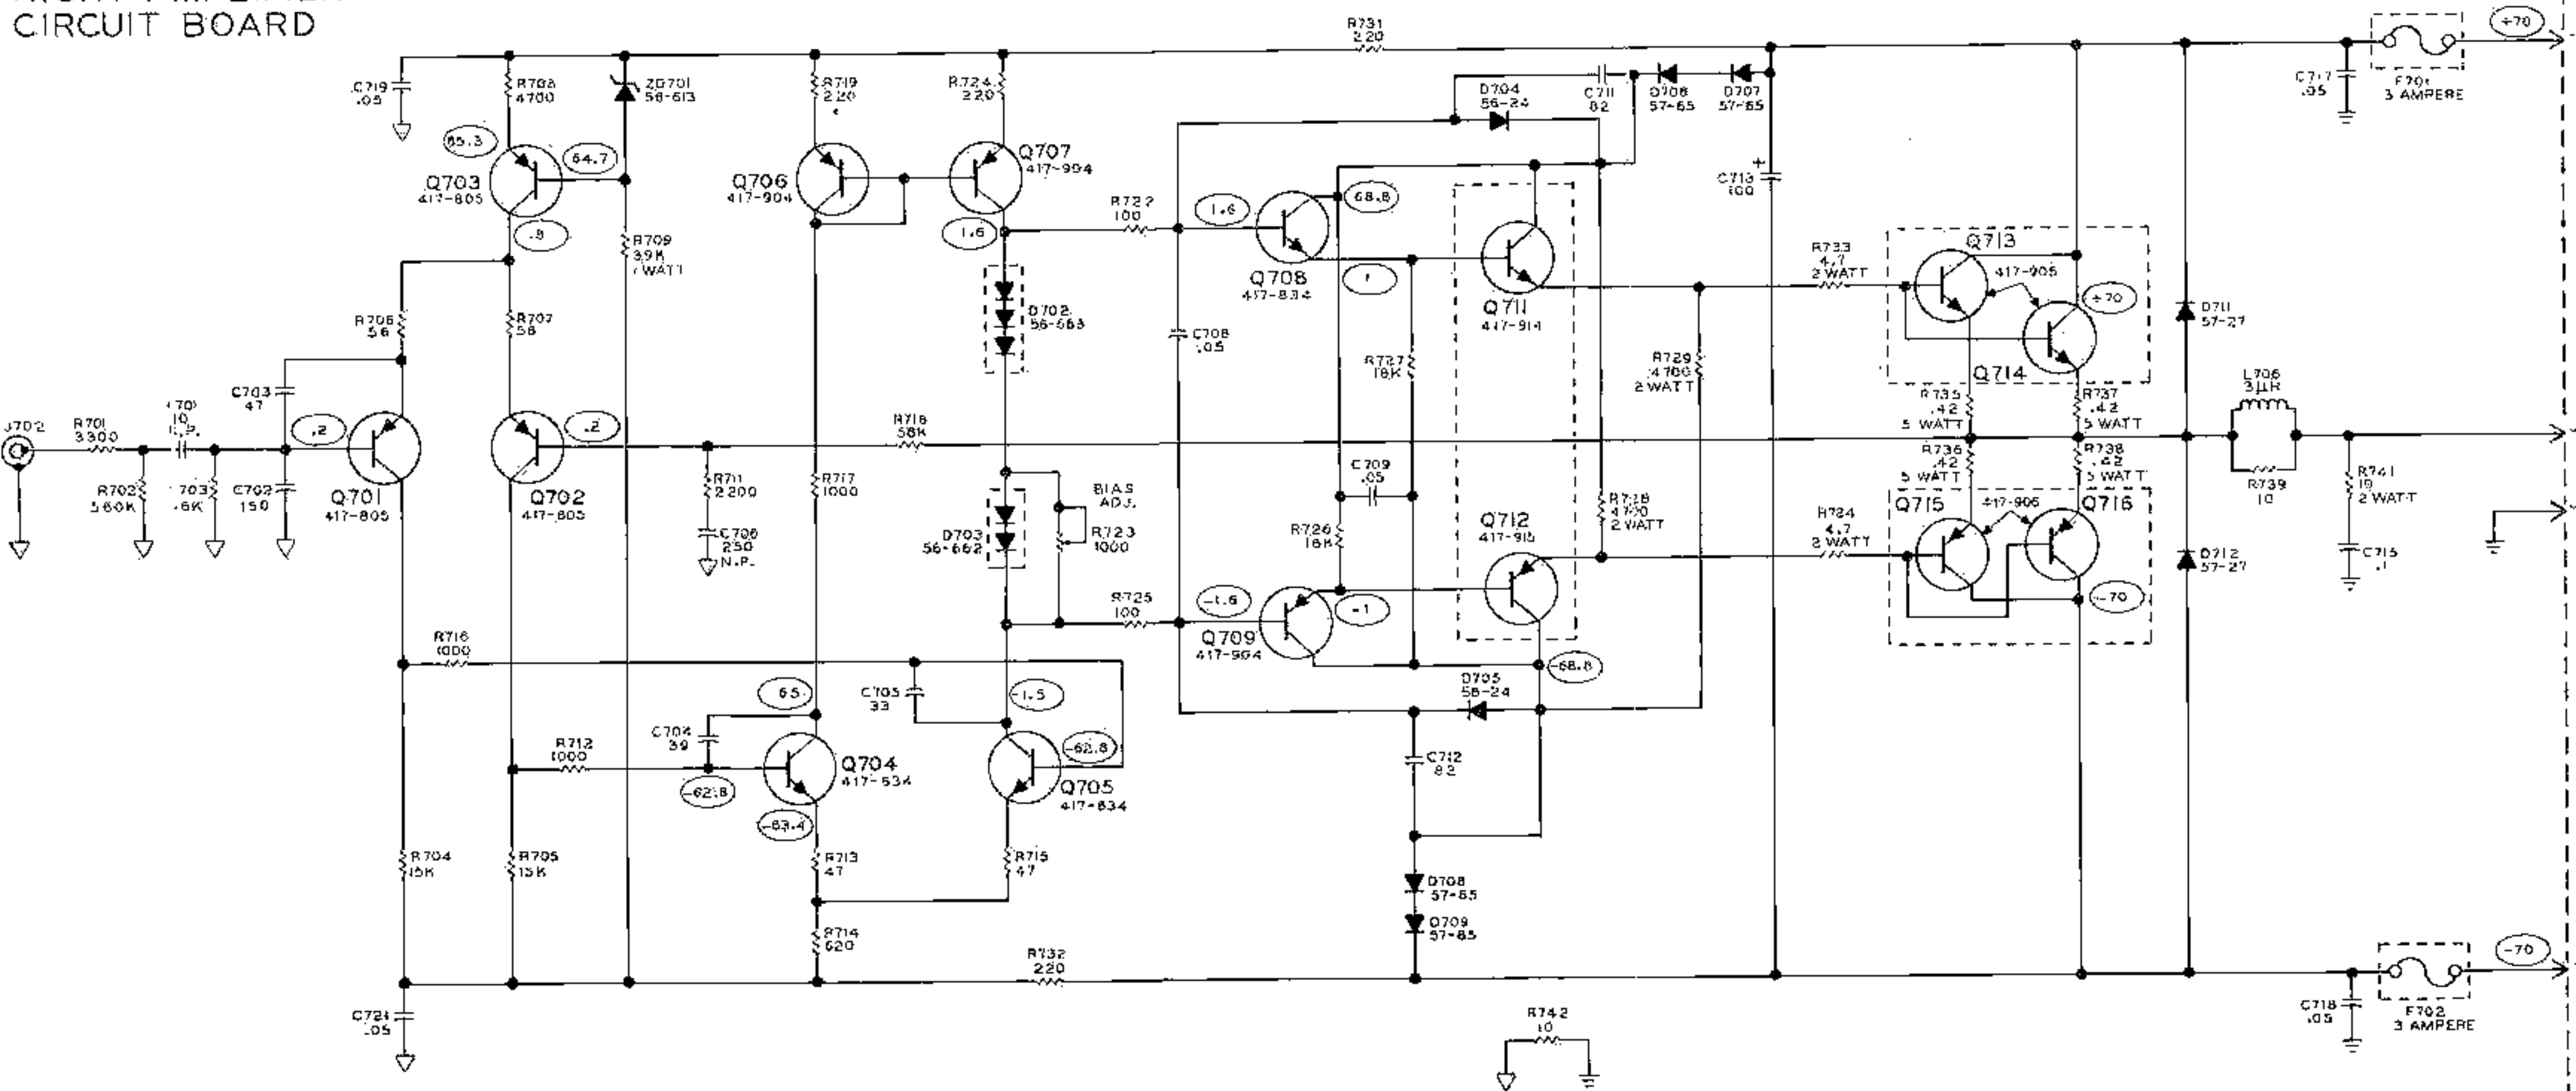 CIRCUIT BOARD
R731
220
+70
F701
3 AMPERE
C717
.05
C719
.05
R708
4700
ZD701
56-613
R719
220
R724
220
D704
56-24
C711
82
D706
57-65
D707
57-65
65.3
64.7
Q703
417-805
.9
Q706
417-904
Q707
417-904
1.6
R722
100
1.6
68.8
Q708
417-834
1
C713
100
+
R709
3.9K
1 WATT
R706
56
R707
56
D702
56-663
C708
.05
R727
18K
Q711
417-914
R729
4700
2 WATT
R733
4.7
2 WATT
Q713
417-905
+70
Q714
D711
57-27
R735
.42
5 WATT
R737
.42
5 WATT
L706
3μH
J702
R701
3300
10
N.P.
C703
47
.2
.2
R718
56K
R702
560K
C702
150
Q701
417-805
Q702
417-805
R711
2200
C706
250
N.P.
R717
1000
D703
56-662
BIAS
ADJ.
R723
1000
C709
.05
R726
18K
Q712
417-915
R728
4700
2 WATT
R734
4.7
2 WATT
R736
.42
5 WATT
R738
.42
5 WATT
Q715
417-906
Q716
-70
D712
57-27
R739
10
R741
10
2 WATT
C715
.1
R725
100
-1.6
-1
Q709
417-904
-68.8
R716
1000
65
C705
33
-1.5
D705
56-24
C704
39
R712
1000
-62.8
Q704
417-834
-63.4
-62.8
Q705
417-834
C712
82
R704
15K
R705
15K
R713
47
R715
47
D708
57-65
D709
57-65
R714
620
R732
220
C721
.05
R742
10
C718
.05
F702
3 AMPERE
-70